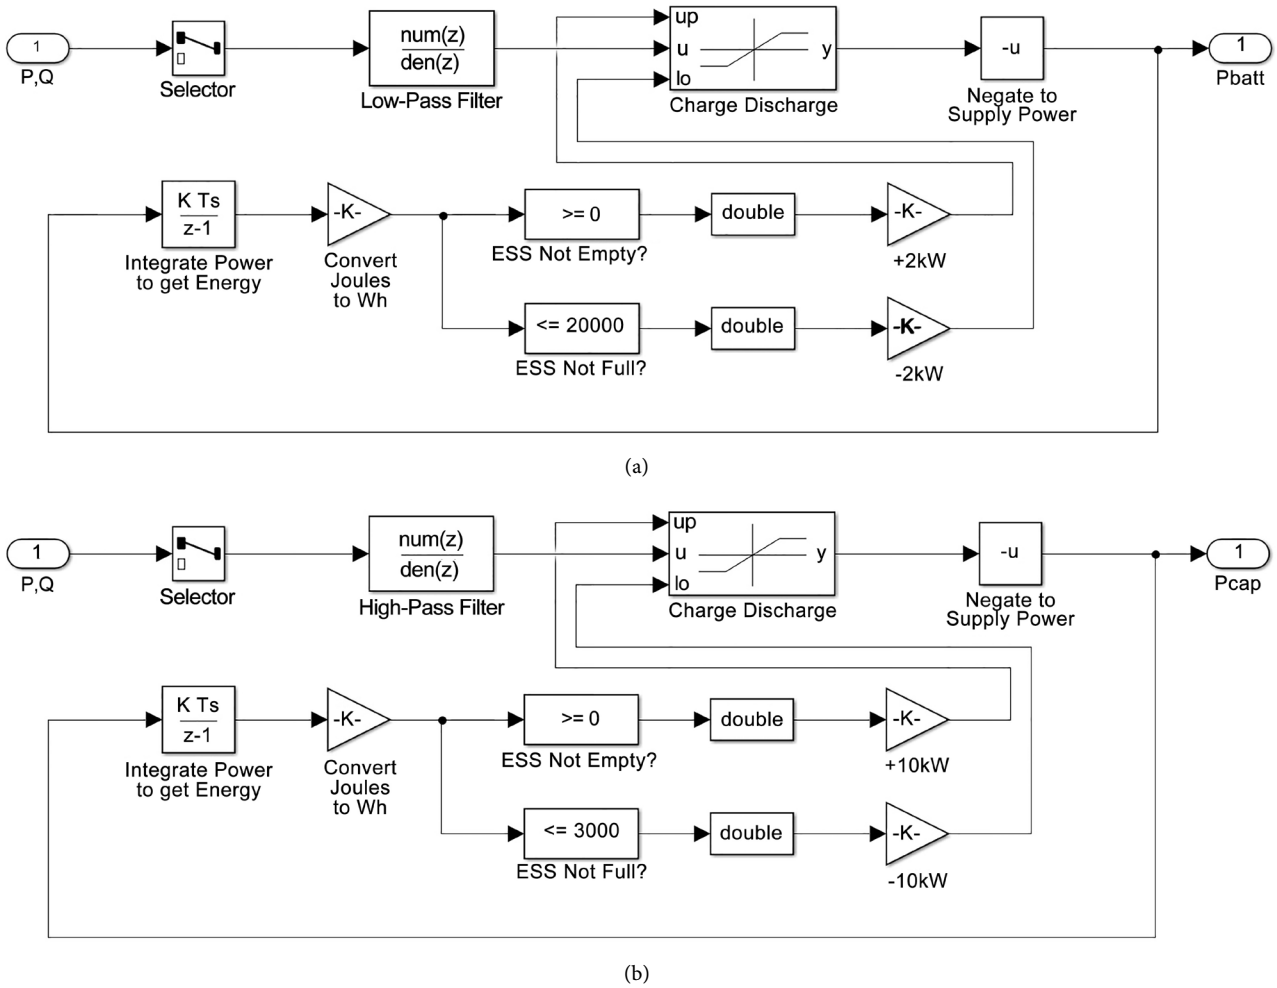 1
P,Q
Selector
num(z)
den(z)
Low-Pass Filter
up
u
lo
y
Charge Discharge
-u
Negate to
Supply Power
1
Pbatt
K Ts
z-1
Integrate Power
to get Energy
-K-
Convert
Joules
to Wh
>= 0
ESS Not Empty?
double
-K-
+2kW
<= 20000
ESS Not Full?
double
-K-
-2kW
(a)
1
P,Q
Selector
num(z)
den(z)
High-Pass Filter
up
u
lo
y
Charge Discharge
-u
Negate to
Supply Power
1
Pcap
K Ts
z-1
Integrate Power
to get Energy
-K-
Convert
Joules
to Wh
>= 0
ESS Not Empty?
double
-K-
+10kW
<= 3000
ESS Not Full?
double
-K-
-10kW
(b)